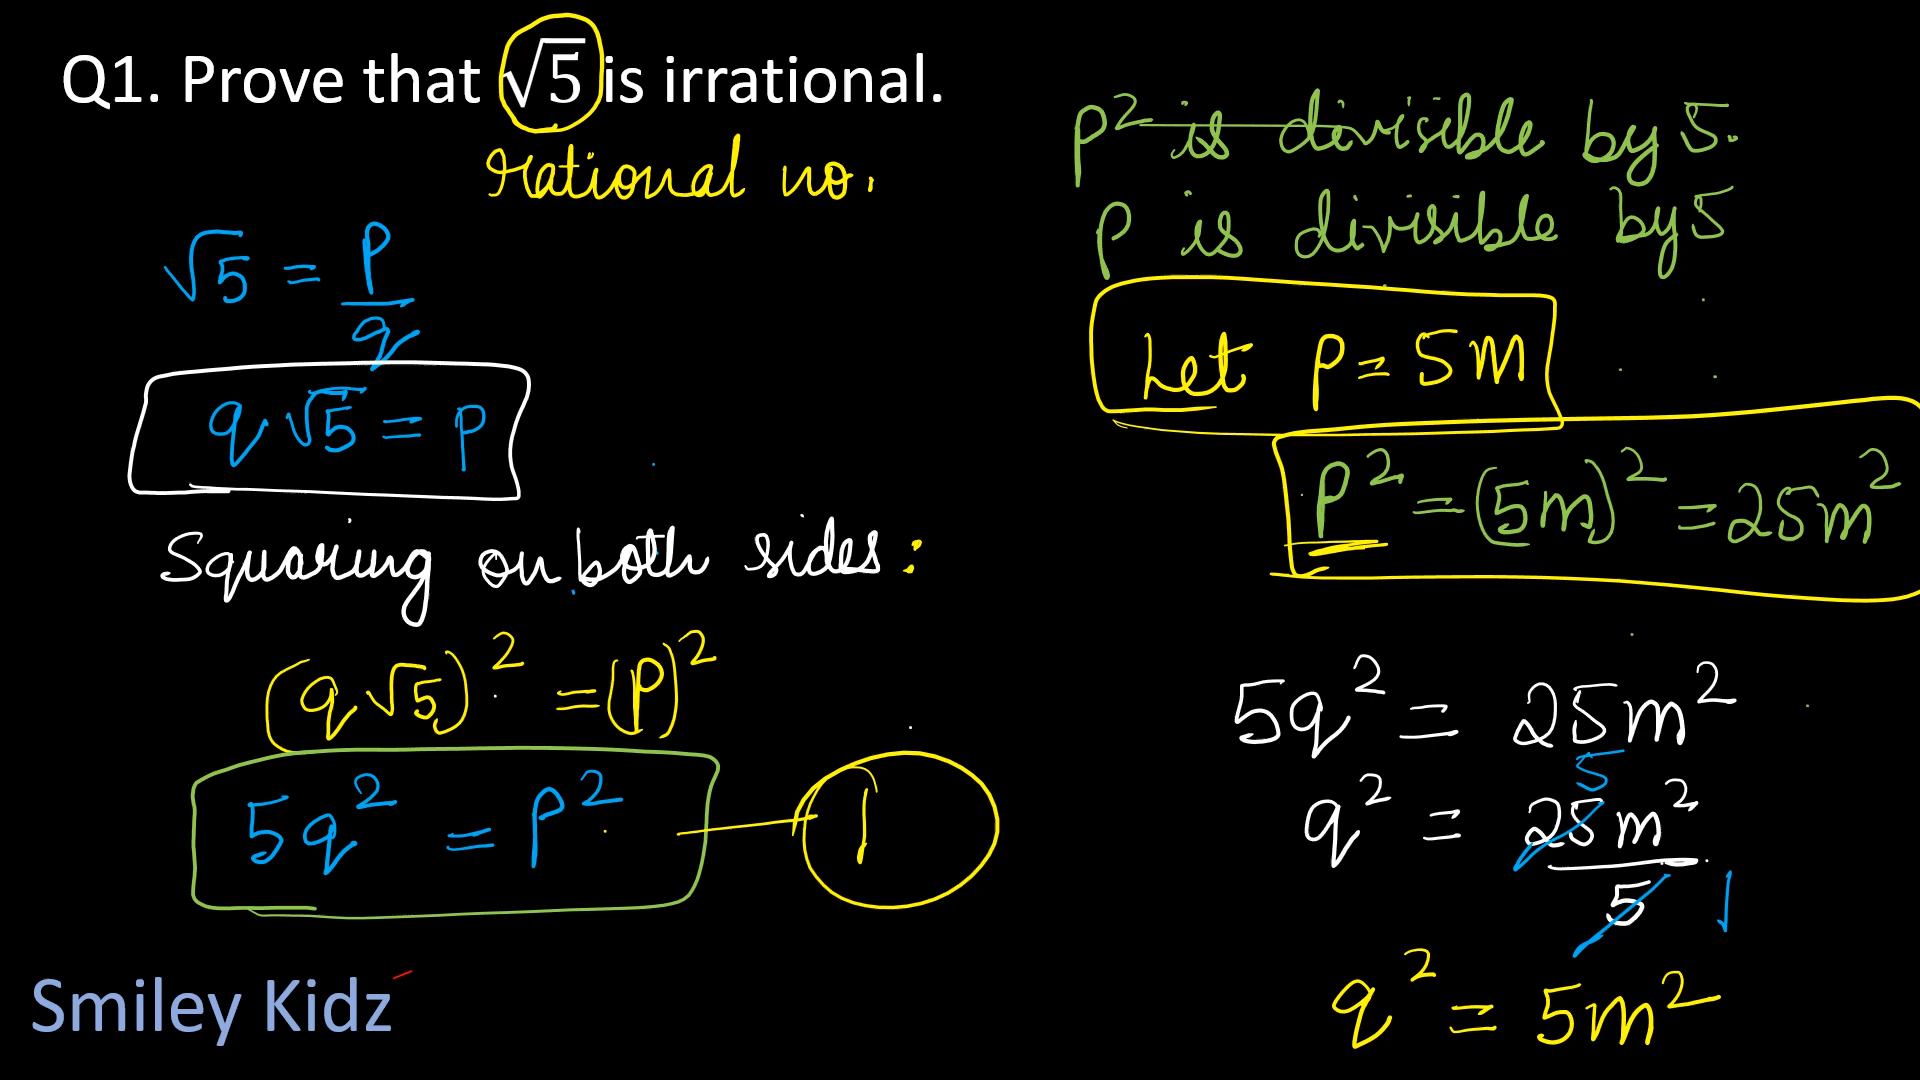 Q1. Prove that √5 is irrational.
rational no.
√5 = p/q
q√5 = p
Squaring on both sides:
(q√5)² = (p)²
5q² = p² — 1
Smiley Kidz
p² is divisible by 5.
p is divisible by 5
Let p = 5m
p² = (5m)² = 25m²
5q² = 25m²
5
q² = 25m²/5
1
q² = 5m²